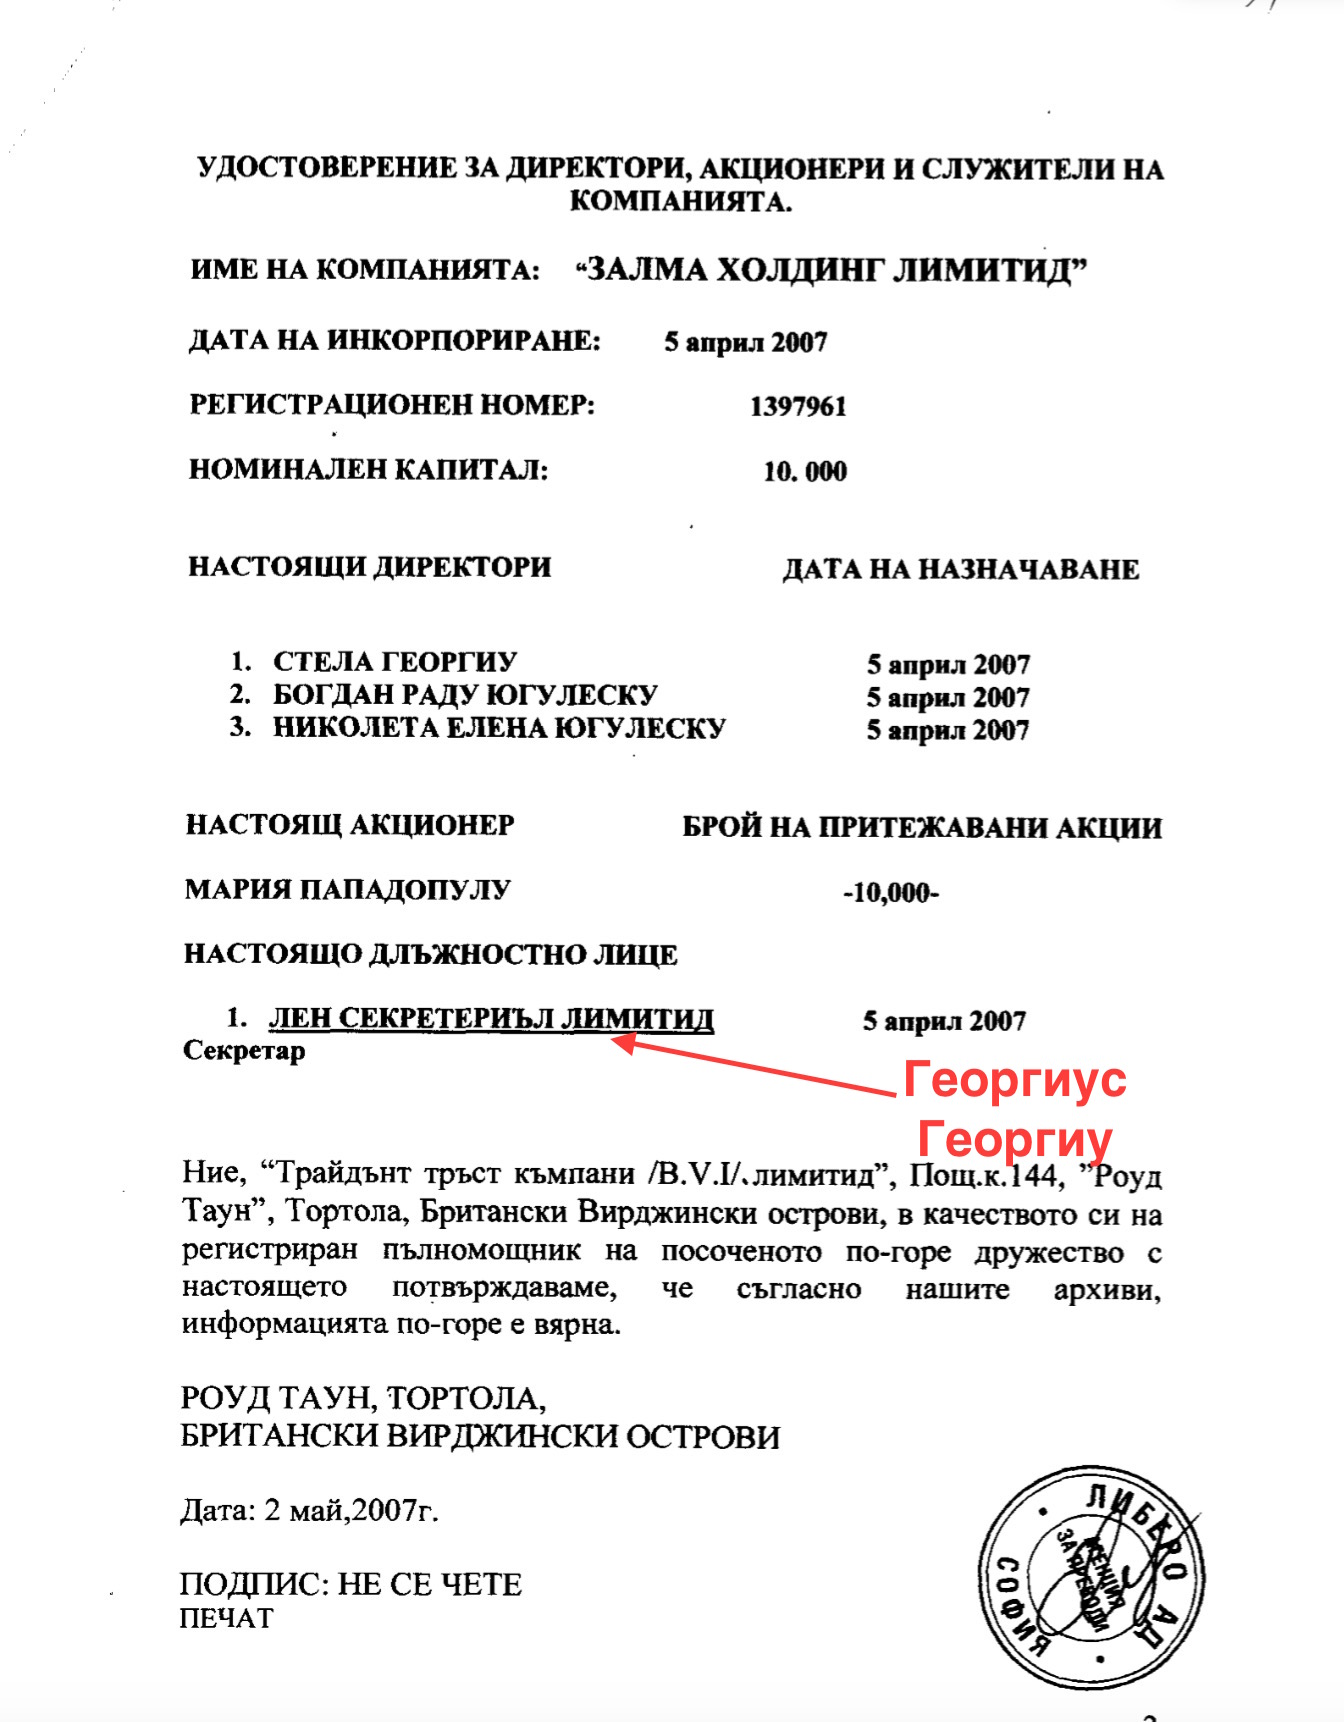 УДОСТОВЕРЕНИЕ ЗА ДИРЕКТОРИ, АКЦИОНЕРИ И СЛУЖИТЕЛИ НА
КОМПАНИЯТА.
ИМЕ НА КОМПАНИЯТА: “ЗАЛМА ХОЛДИНГ ЛИМИТИД”
ДАТА НА ИНКОРПОРИРАНЕ: 5 април 2007
РЕГИСТРАЦИОНЕН НОМЕР: 1397961
НОМИНАЛЕН КАПИТАЛ: 10. 000
НАСТОЯЩИ ДИРЕКТОРИ ДАТА НА НАЗНАЧАВАНЕ
1. СТЕЛА ГЕОРГИУ 5 април 2007
2. БОГДАН РАДУ ЮГУЛЕСКУ 5 април 2007
3. НИКОЛЕТА ЕЛЕНА ЮГУЛЕСКУ 5 април 2007
НАСТОЯЩ АКЦИОНЕР БРОЙ НА ПРИТЕЖАВАНИ АКЦИИ
МАРИЯ ПАПАДОПУЛУ -10,000-
НАСТОЯЩО ДЛЪЖНОСТНО ЛИЦЕ
1. ЛЕН СЕКРЕТЕРИЪЛ ЛИМИТИД 5 април 2007
Секретар
Георгиус
Георгиу
Ние, “Трайдънт тръст къмпани /B.V.I/.лимитид”, Пощ.к.144, ”Роуд
Таун”, Тортола, Британски Вирджински острови, в качеството си на
регистриран пълномощник на посоченото по-горе дружество с
настоящето потвърждаваме, че съгласно нашите архиви,
информацията по-горе е вярна.
РОУД ТАУН, ТОРТОЛА,
БРИТАНСКИ ВИРДЖИНСКИ ОСТРОВИ
Дата: 2 май,2007г.
ПОДПИС: НЕ СЕ ЧЕТЕ
ПЕЧАТ
ЛИБЕРО АД
СОФИЯ
АГЕНЦИЯ
ЗА ПРЕВОДИ